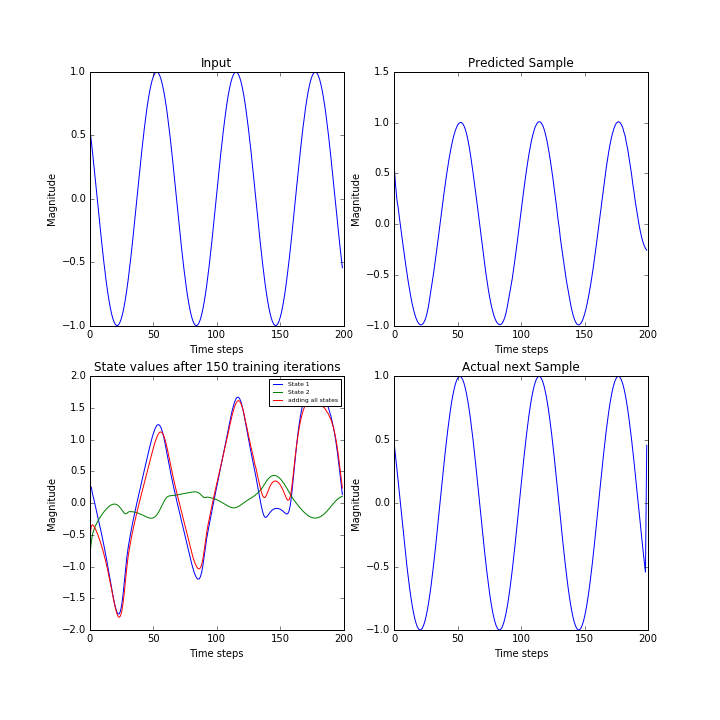 Input
1.0
0.5
0.0
−0.5
−1.0
Magnitude
0 50 100 150 200
Time steps
Predicted Sample
1.5
1.0
0.5
0.0
−0.5
−1.0
Magnitude
0 50 100 150 200
Time steps
State values after 150 training iterations
2.0
1.5
1.0
0.5
0.0
−0.5
−1.0
−1.5
−2.0
Magnitude
State 1
State 2
adding all states
0 50 100 150 200
Time steps
Actual next Sample
1.0
0.5
0.0
−0.5
−1.0
Magnitude
0 50 100 150 200
Time steps